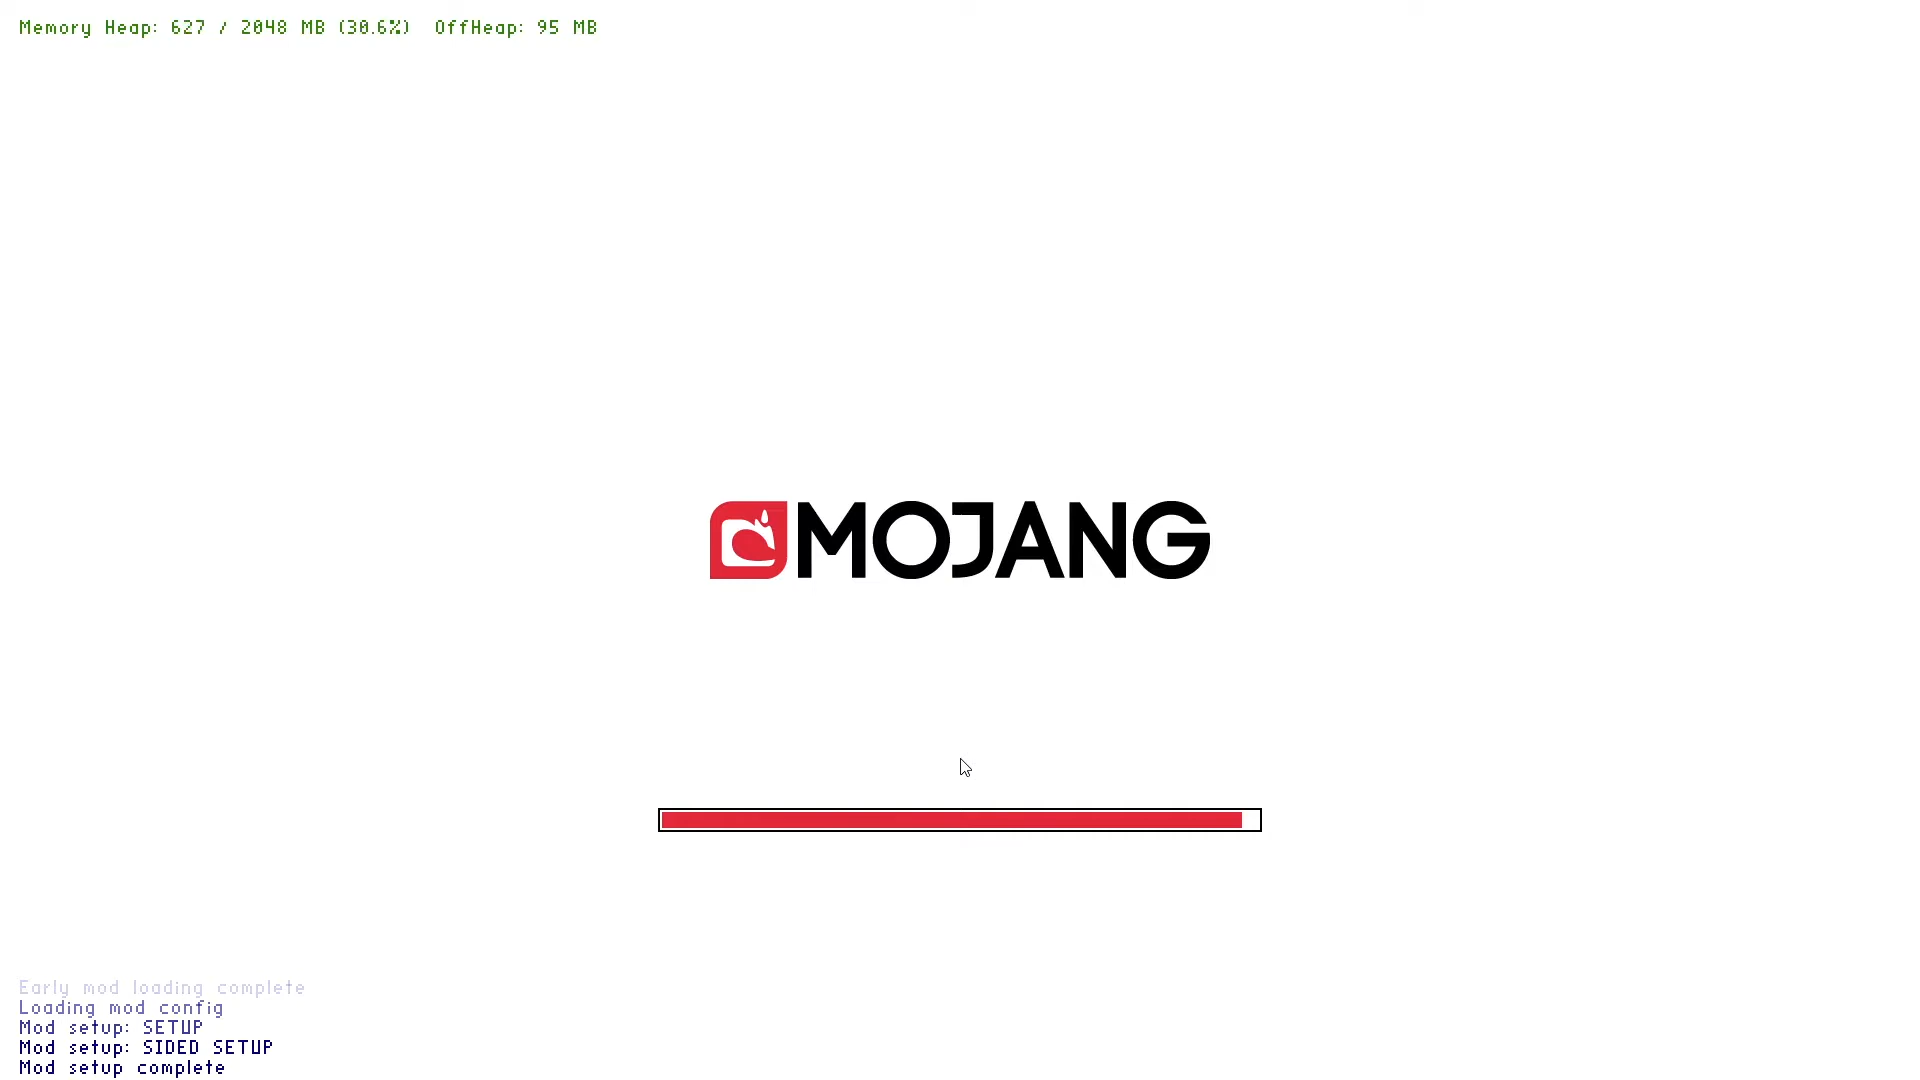 Memory Heap: 627 / 2048 MB (30.6%)  OffHeap: 95 MB
MOJANG
Early mod loading complete
Loading mod config
Mod setup: SETUP
Mod setup: SIDED SETUP
Mod setup complete